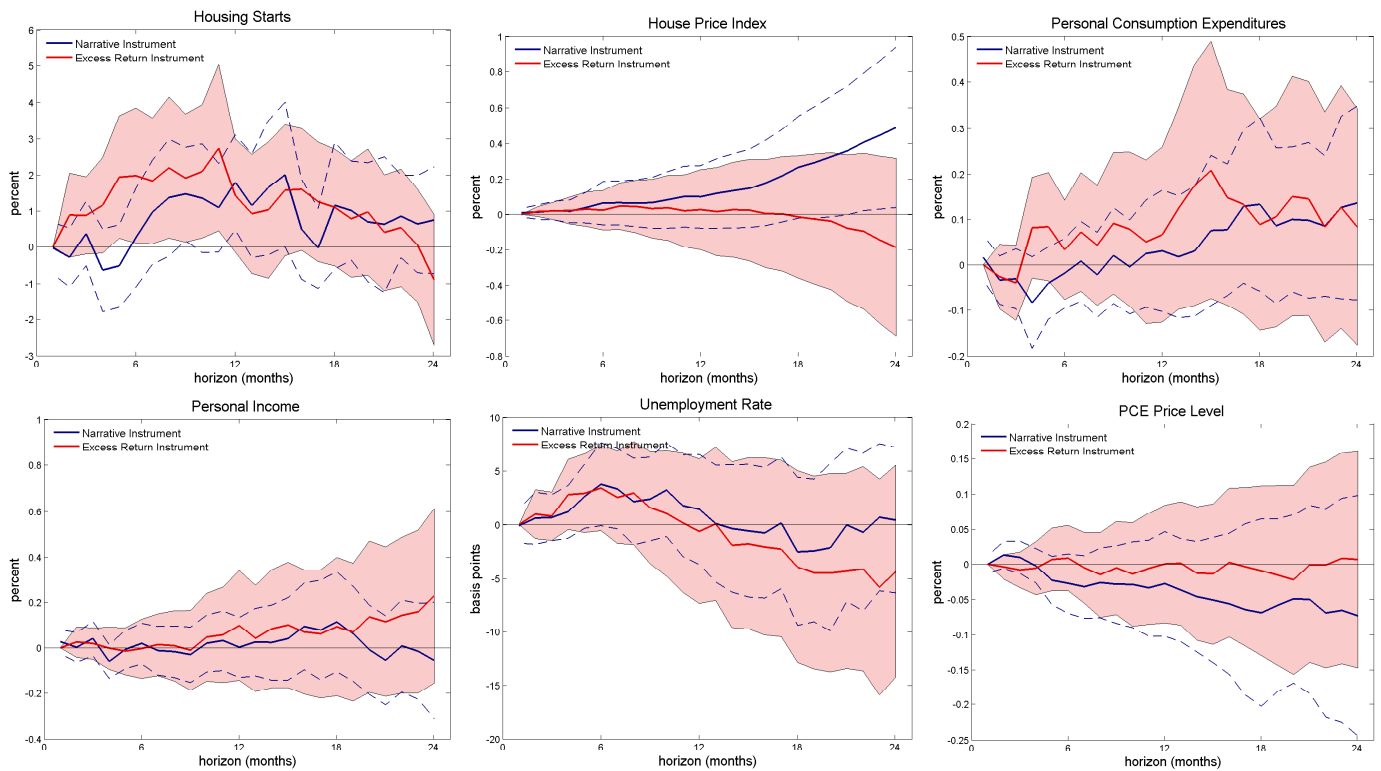 Housing Starts
Narrative Instrument
Excess Return Instrument
percent
6
5
4
3
2
1
0
-1
-2
-3
0 6 12 18 24
horizon (months)
House Price Index
Narrative Instrument
Excess Return Instrument
percent
1
0.8
0.6
0.4
0.2
0
-0.2
-0.4
-0.6
-0.8
0 6 12 18 24
horizon (months)
Personal Consumption Expenditures
Narrative Instrument
Excess Return Instrument
percent
0.5
0.4
0.3
0.2
0.1
0
-0.1
-0.2
0 6 12 18 24
horizon (months)
Personal Income
Narrative Instrument
Excess Return Instrument
percent
1
0.8
0.6
0.4
0.2
0
-0.2
-0.4
0 6 12 18 24
horizon (months)
Unemployment Rate
Narrative Instrument
Excess Return Instrument
basis points
10
5
0
-5
-10
-15
-20
0 6 12 18 24
horizon (months)
PCE Price Level
Narrative Instrument
Excess Return Instrument
percent
0.2
0.15
0.1
0.05
0
-0.05
-0.1
-0.15
-0.2
-0.25
0 6 12 18 24
horizon (months)